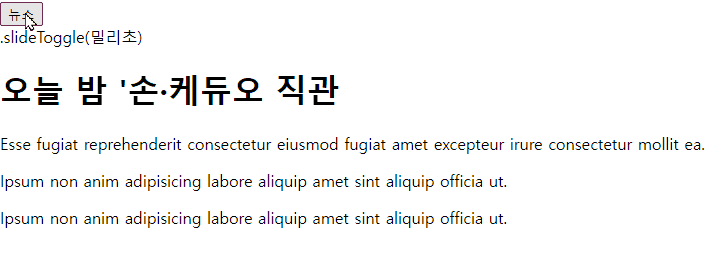 뉴스
.slideToggle(밀리초)
오늘 밤 '손·케듀오 직관
Esse fugiat reprehenderit consectetur eiusmod fugiat amet excepteur irure consectetur mollit ea.
Ipsum non anim adipisicing labore aliquip amet sint aliquip officia ut.
Ipsum non anim adipisicing labore aliquip amet sint aliquip officia ut.